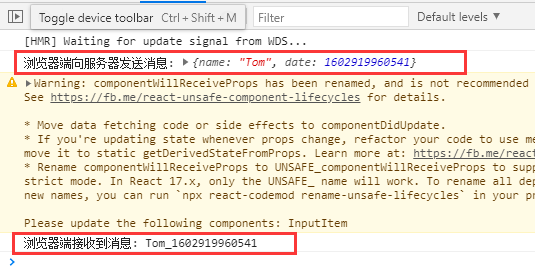 Toggle device toolbar Ctrl + Shift + M Filter Default levels ▼
[HMR] Waiting for update signal from WDS...
浏览器端向服务器发送消息: ▶ {name: "Tom", date: 1602919960541}
▶ Warning: componentWillReceiveProps has been renamed, and is not recommended
See https://fb.me/react-unsafe-component-lifecycles for details.
* Move data fetching code or side effects to componentDidUpdate.
* If you're updating state whenever props change, refactor your code to use me
move it to static getDerivedStateFromProps. Learn more at: https://fb.me/react
* Rename componentWillReceiveProps to UNSAFE_componentWillReceiveProps to supp
strict mode. In React 17.x, only the UNSAFE_ name will work. To rename all dep
new names, you can run `npx react-codemod rename-unsafe-lifecycles` in your pr
Please update the following components: InputItem
浏览器端接收到消息: Tom_1602919960541
>